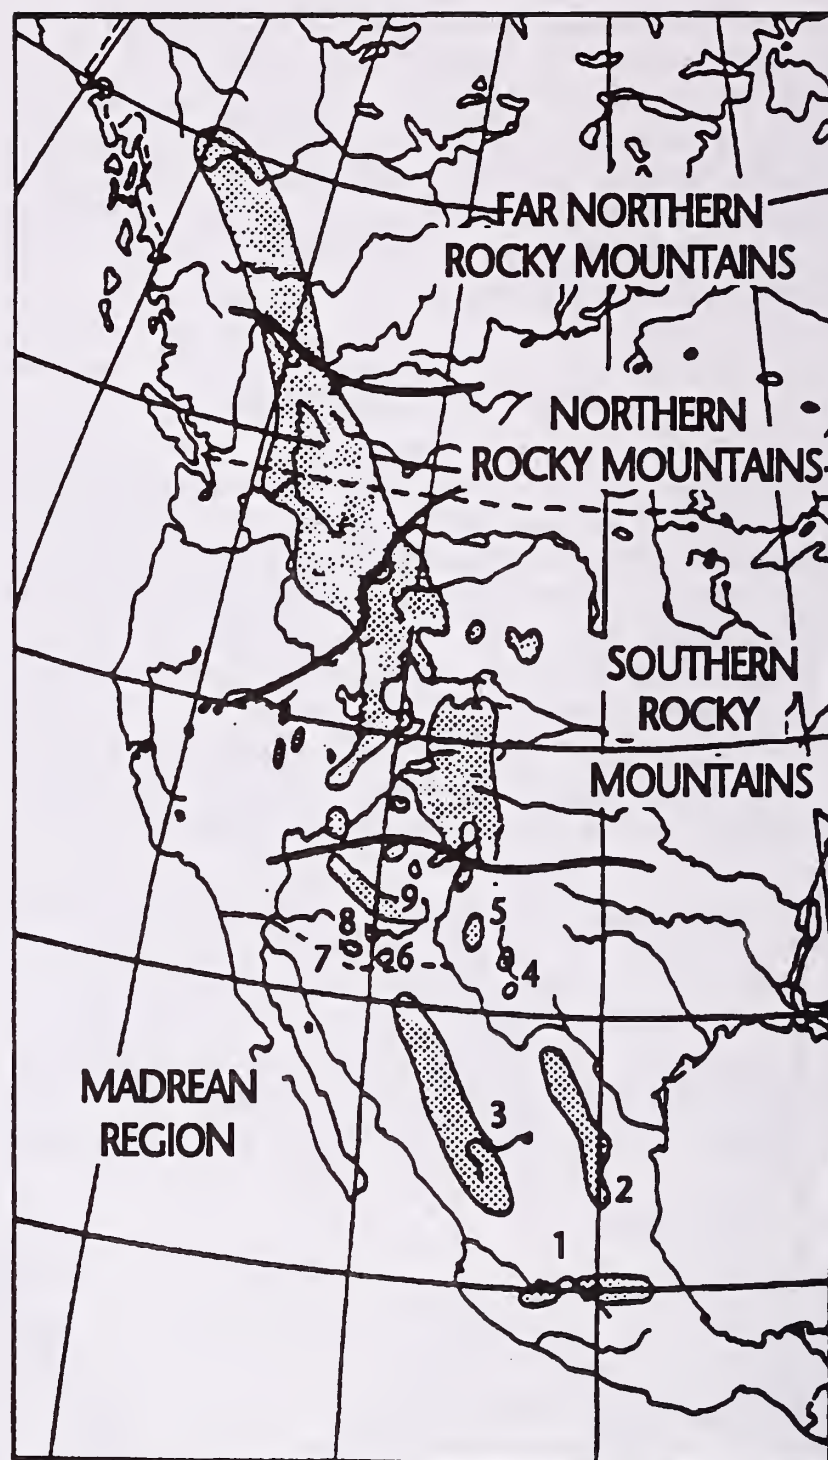 FAR NORTHERN
ROCKY MOUNTAINS
NORTHERN
ROCKY MOUNTAINS
SOUTHERN
ROCKY
MOUNTAINS
9
8
5
7
6
4
MADREAN
REGION
3
2
1